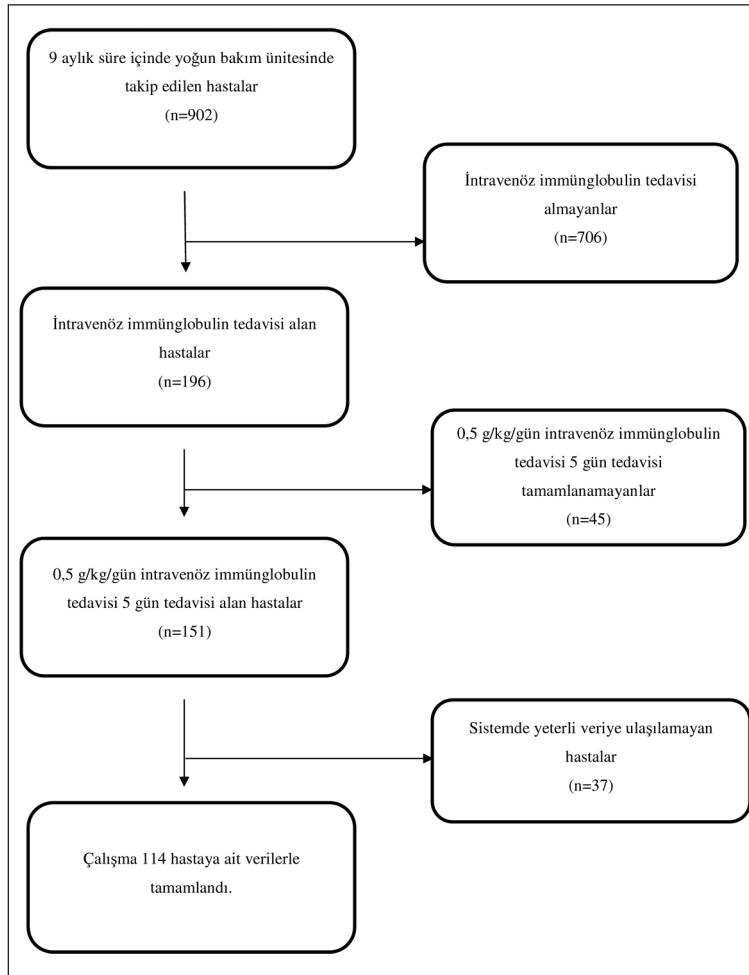 9 aylık süre içinde yoğun bakım ünitesinde
takip edilen hastalar
(n=902)
İntravenöz immünglobulin tedavisi
almayanlar
(n=706)
İntravenöz immünglobulin tedavisi alan
hastalar
(n=196)
0,5 g/kg/gün intravenöz immünglobulin
tedavisi 5 gün tedavisi
tamamlanamayanlar
(n=45)
0,5 g/kg/gün intravenöz immünglobulin
tedavisi 5 gün tedavisi alan hastalar
(n=151)
Sistemde yeterli veriye ulaşılamayan
hastalar
(n=37)
Çalışma 114 hastaya ait verilerle
tamamlandı.